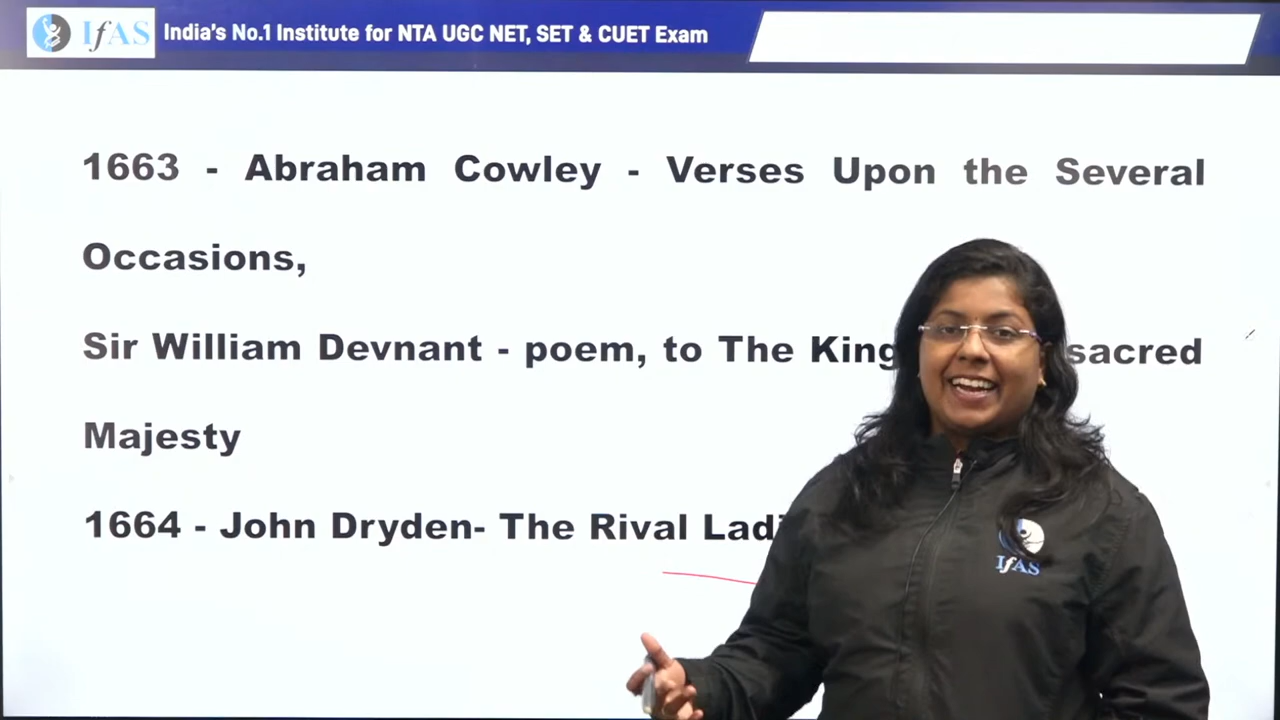 IfAS India's No.1 Institute for NTA UGC NET, SET & CUET Exam
1663 - Abraham Cowley - Verses Upon the Several
Occasions,
Sir William Devnant - poem, to The King sacred
Majesty
1664 - John Dryden- The Rival
IfAS